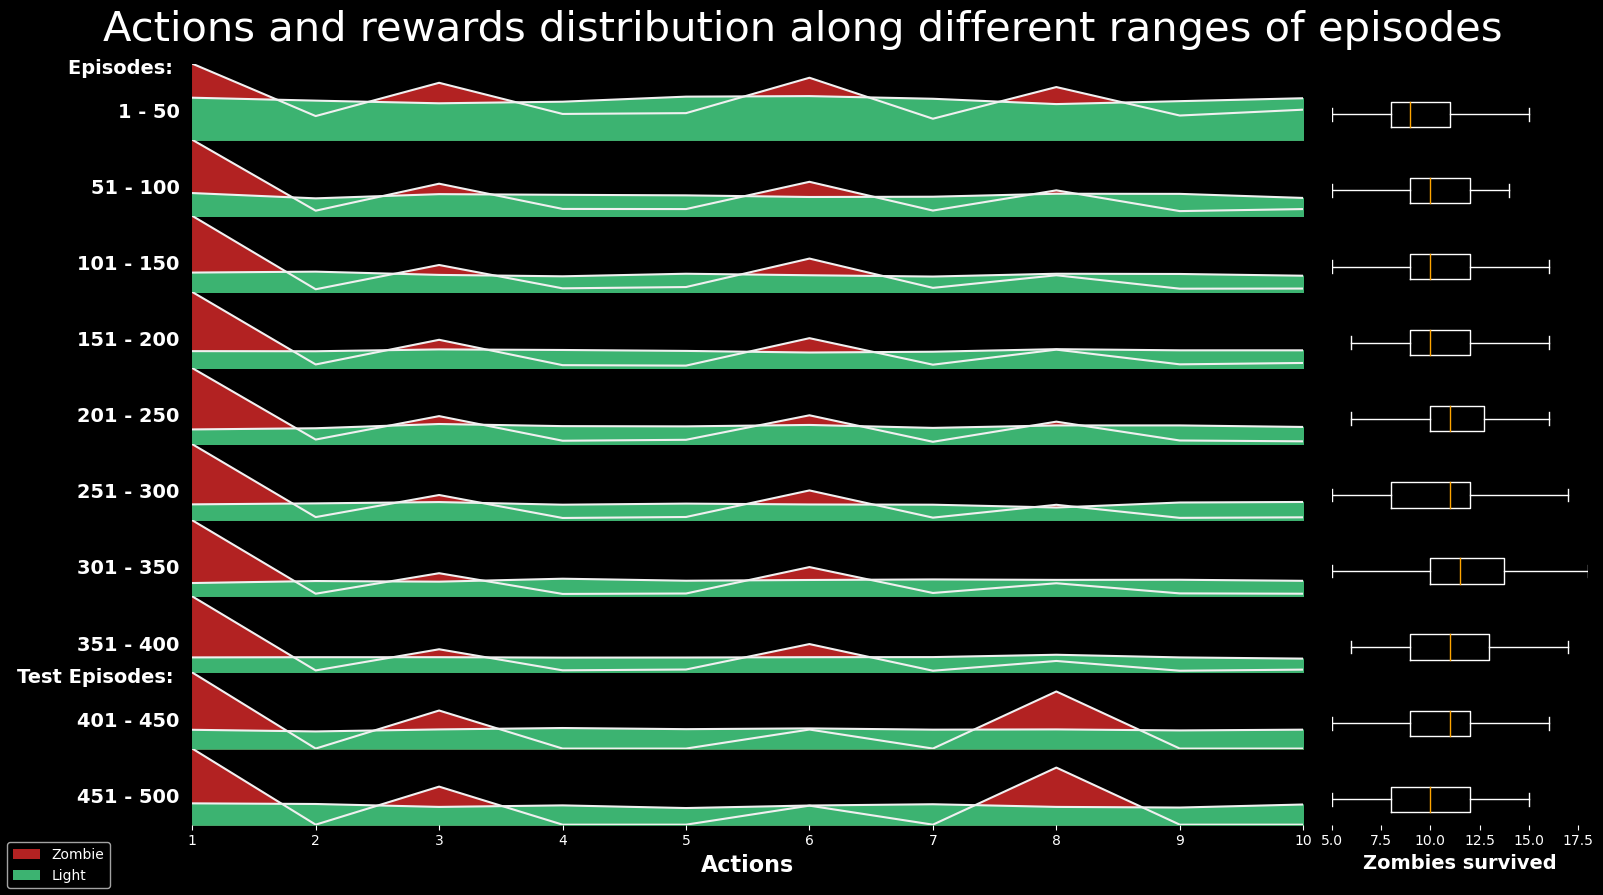 Actions and rewards distribution along different ranges of episodes
Episodes:
1 - 50
51 - 100
101 - 150
151 - 200
201 - 250
251 - 300
301 - 350
351 - 400
Test Episodes:
401 - 450
451 - 500
1 2 3 4 5 6 7 8 9 10
5.0 7.5 10.0 12.5 15.0 17.5
Actions
Zombies survived
Zombie
Light